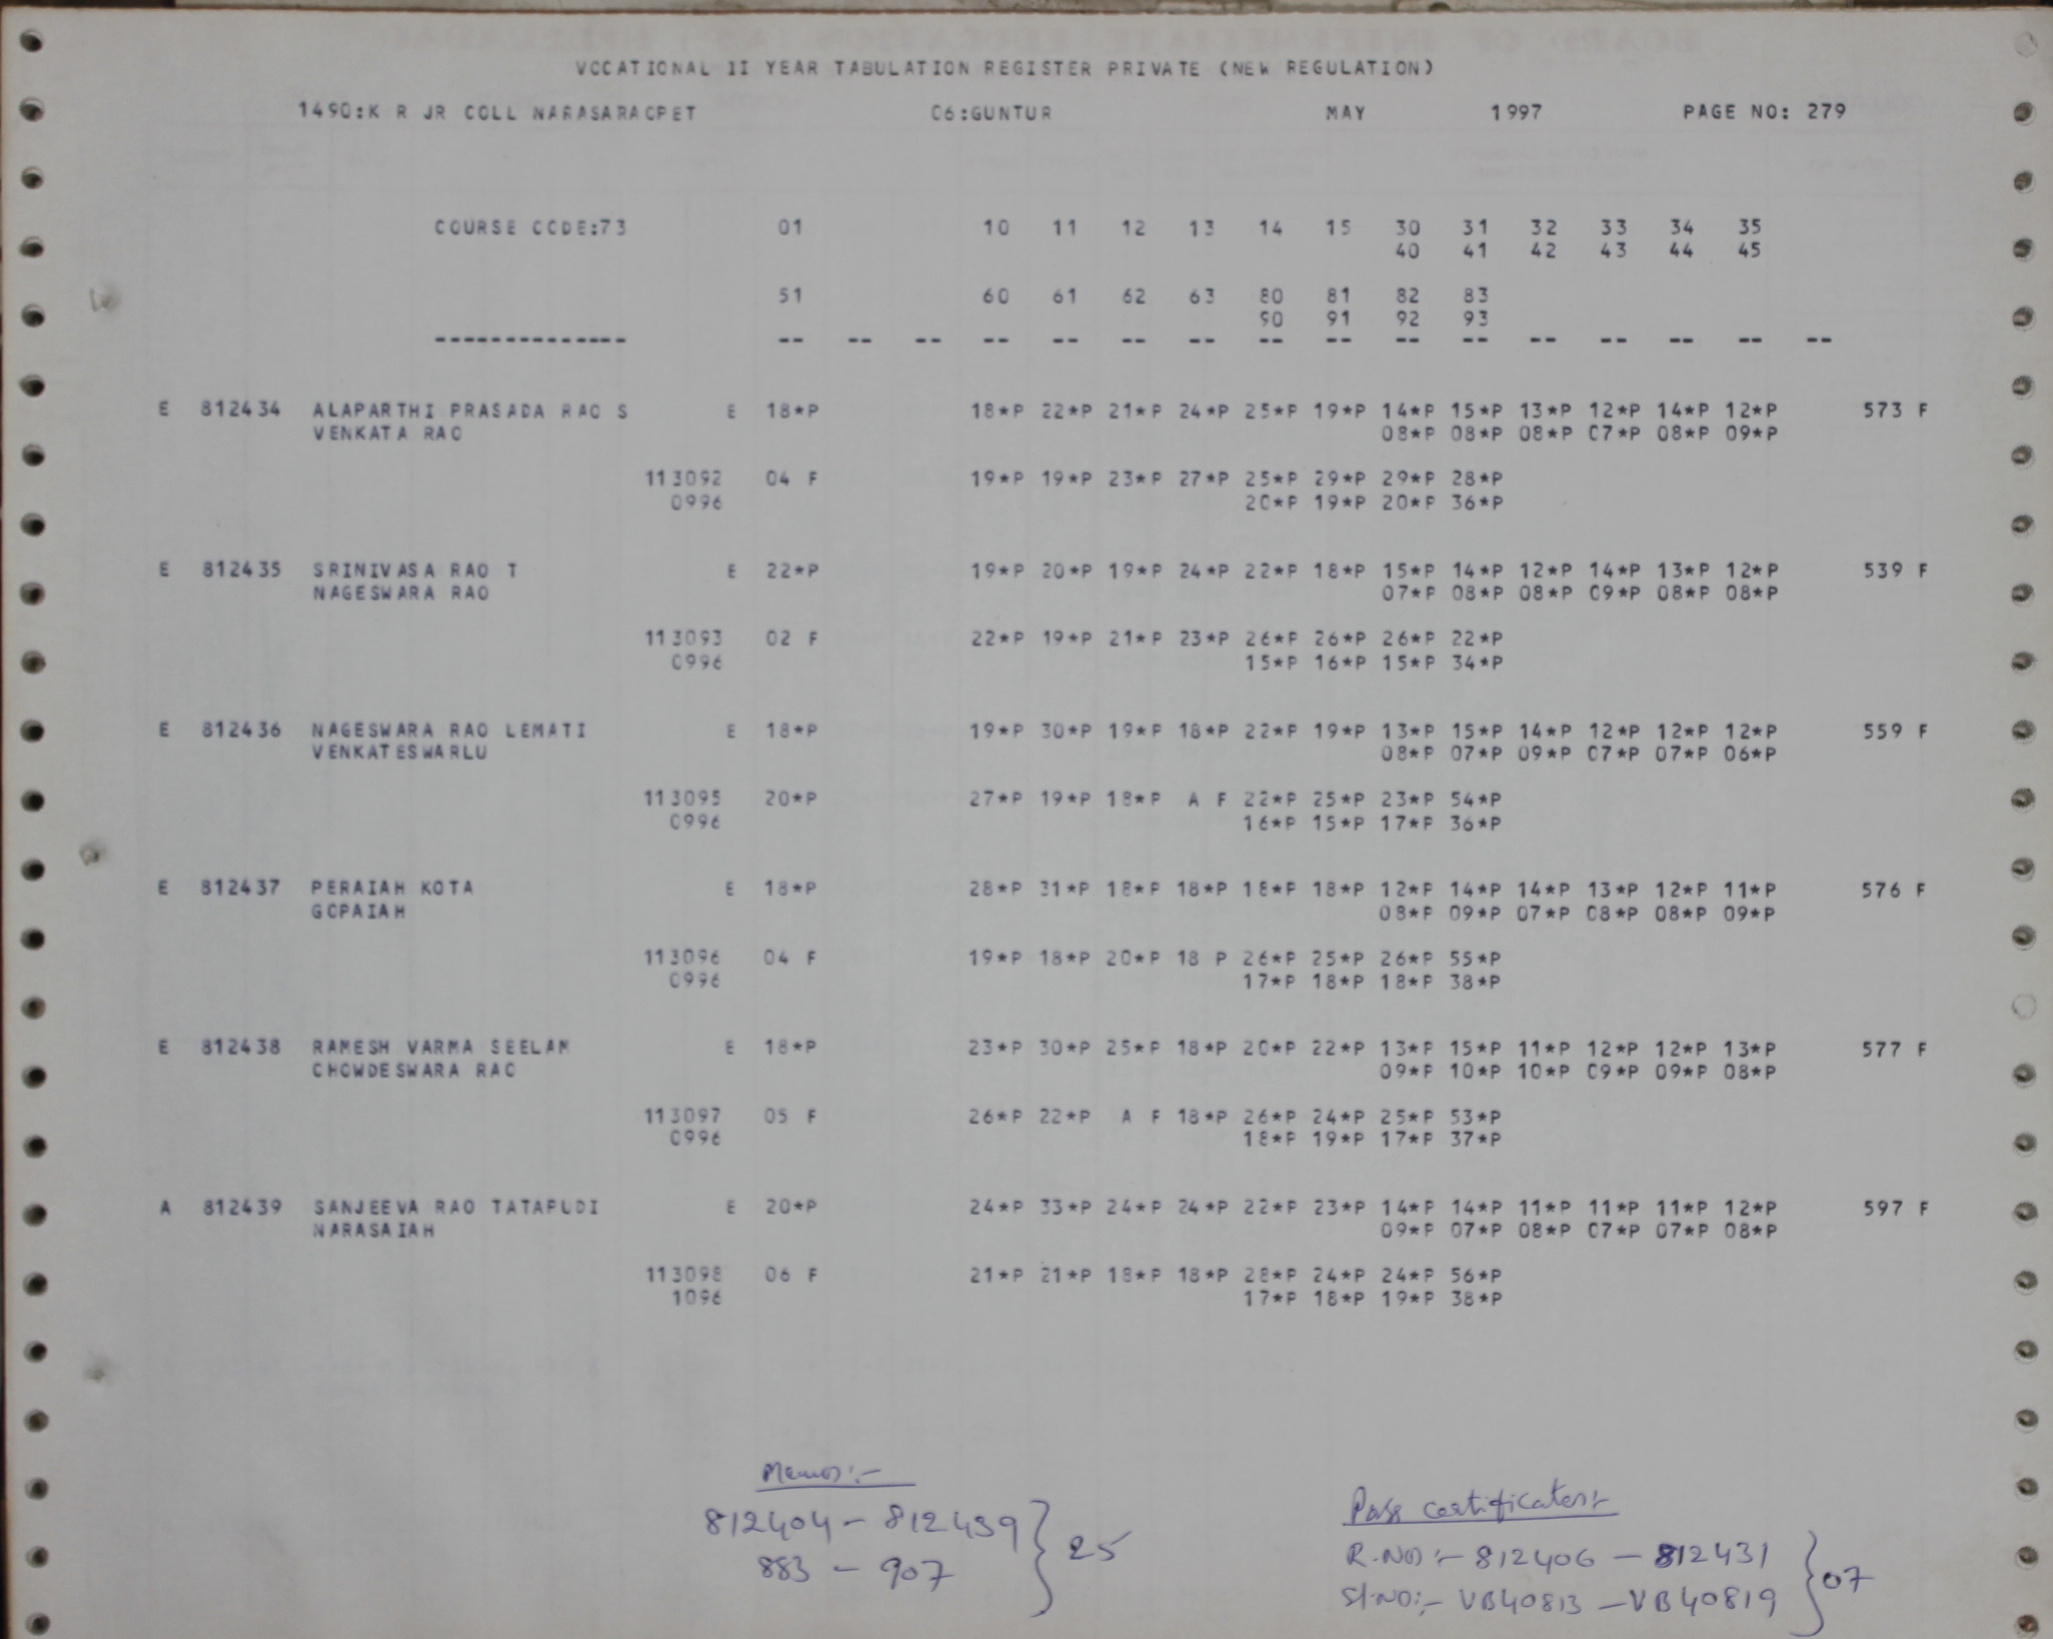 VOCATIONAL II YEAR TABULATION REGISTER PRIVATE (NEW REGULATION)
1490:K R JR COLL NARASARAOPET 06:GUNTUR MAY 1997 PAGE NO: 279
COURSE CODE:73 01 10 11 12 13 14 15 30 31 32 33 34 35
40 41 42 43 44 45
51 60 61 62 63 80 81 82 83
90 91 92 93
-------------- -- -- -- -- -- -- -- -- -- -- -- -- -- -- -- --
E 812434 ALAPARTHI PRASADA RAO S E 18*P 18*P 22*P 21*P 24*P 25*P 19*P 14*P 15*P 13*P 12*P 14*P 12*P 573 F
VENKATA RAO 08*P 08*P 08*P 07*P 08*P 09*P
113092 04 F 19*P 19*P 23*P 27*P 25*P 29*P 29*P 28*P
0996 20*P 19*P 20*P 36*P
E 812435 SRINIVASA RAO T E 22*P 19*P 20*P 19*P 24*P 22*P 18*P 15*P 14*P 12*P 14*P 13*P 12*P 539 F
NAGESWARA RAO 07*P 08*P 08*P 09*P 08*P 08*P
113093 02 F 22*P 19*P 21*P 23*P 26*P 26*P 26*P 22*P
0996 15*P 16*P 15*P 34*P
E 812436 NAGESWARA RAO LEMATI E 18*P 19*P 30*P 19*P 18*P 22*P 19*P 13*P 15*P 14*P 12*P 12*P 12*P 559 F
VENKATESWARLU 08*P 07*P 09*P 07*P 07*P 06*P
113095 20*P 27*P 19*P 18*P A F 22*P 25*P 23*P 54*P
0996 16*P 15*P 17*P 36*P
E 812437 PERAIAH KOTA E 18*P 28*P 31*P 18*P 18*P 18*P 18*P 12*P 14*P 14*P 13*P 12*P 11*P 576 F
GOPAIAH 08*P 09*P 07*P 08*P 08*P 09*P
113096 04 F 19*P 18*P 20*P 18 P 26*P 25*P 26*P 55*P
0996 17*P 18*P 18*P 38*P
E 812438 RAMESH VARMA SEELAM E 18*P 23*P 30*P 25*P 18*P 20*P 22*P 13*P 15*P 11*P 12*P 12*P 13*P 577 F
CHOWDESWARA RAO 09*P 10*P 10*P 09*P 09*P 08*P
113097 05 F 26*P 22*P A F 18*P 26*P 24*P 25*P 53*P
0996 18*P 19*P 17*P 37*P
A 812439 SANJEEVA RAO TATAPUDI E 20*P 24*P 33*P 24*P 24*P 22*P 23*P 14*P 14*P 11*P 11*P 11*P 12*P 597 F
NARASAIAH 09*P 07*P 08*P 07*P 07*P 08*P
113098 06 F 21*P 21*P 18*P 18*P 28*P 24*P 24*P 56*P
1096 17*P 18*P 19*P 38*P
Memos:-
812404 - 812439 } 25
883 - 907
Pass certificates:-
R.NO:- 812406 - 812431 } 07
Sl.NO:- VB40813 - VB40819